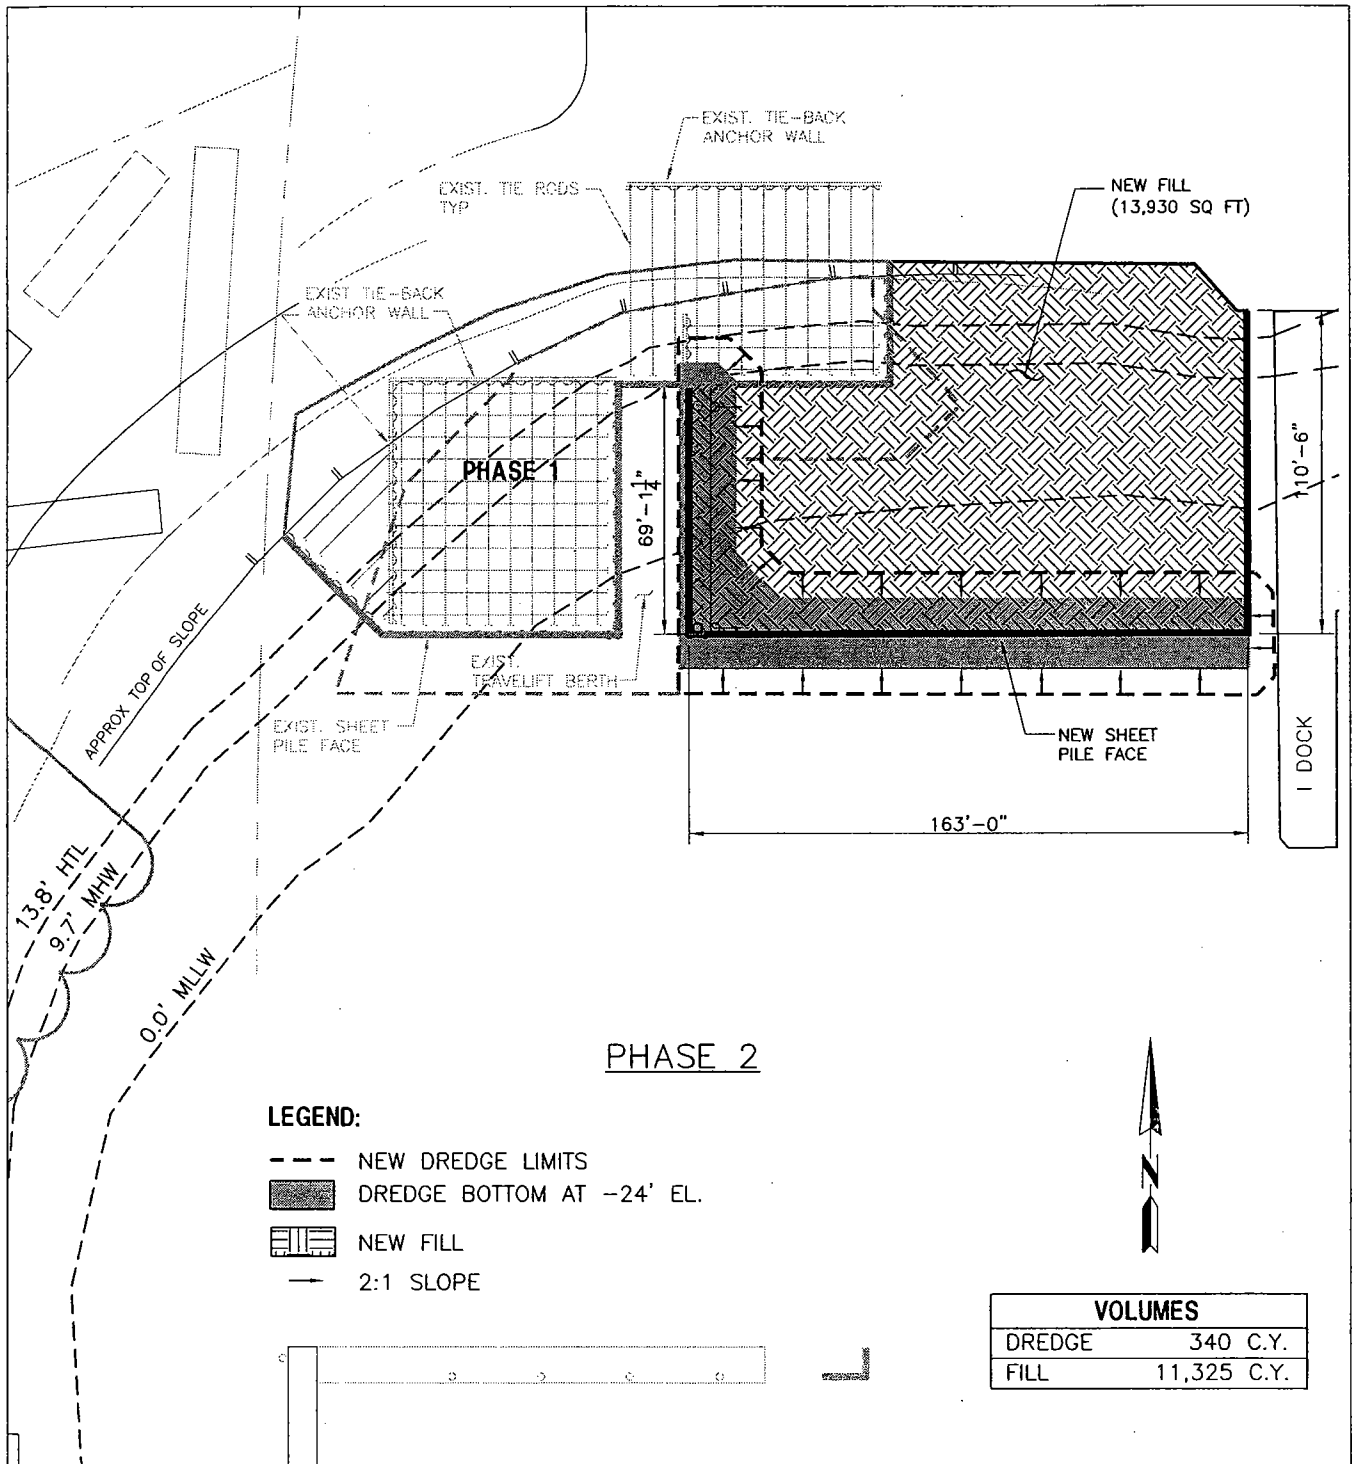 EXIST. TIE-BACK
ANCHOR WALL
EXIST. TIE RODS
TYP
NEW FILL
(13,930 SQ FT)
EXIST TIE-BACK
ANCHOR WALL
PHASE 1
69'-1 1/4"
110'-6"
APPROX TOP OF SLOPE
EXIST.
TRAVELIFT BERTH
EXIST. SHEET
PILE FACE
NEW SHEET
PILE FACE
I DOCK
163'-0"
13.8' HTL
9.7' MHW
0.0' MLLW
PHASE 2
LEGEND:
NEW DREDGE LIMITS
DREDGE BOTTOM AT -24' EL.
NEW FILL
2:1 SLOPE
N
VOLUMES
DREDGE 340 C.Y.
FILL 11,325 C.Y.